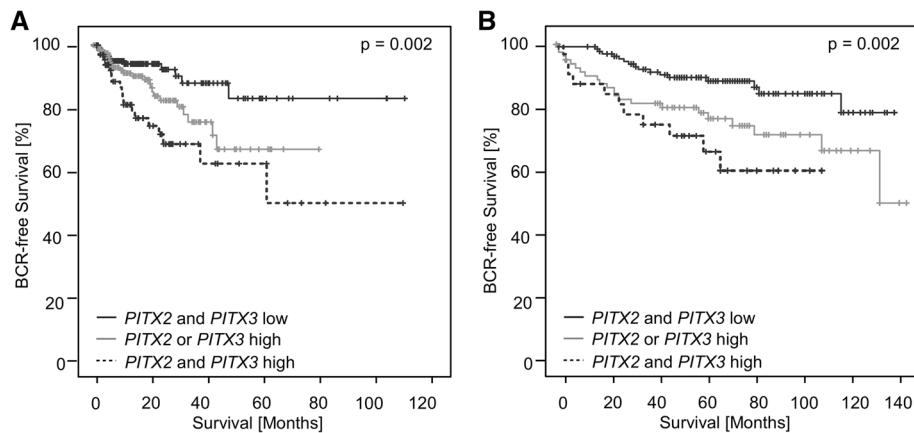 A
p = 0.002
100
80
60
40
20
0
BCR-free Survival [%]
PITX2 and PITX3 low
PITX2 or PITX3 high
PITX2 and PITX3 high
0 20 40 60 80 100 120
Survival [Months]
B
p = 0.002
100
80
60
40
20
0
BCR-free Survival [%]
PITX2 and PITX3 low
PITX2 or PITX3 high
PITX2 and PITX3 high
0 20 40 60 80 100 120 140
Survival [Months]